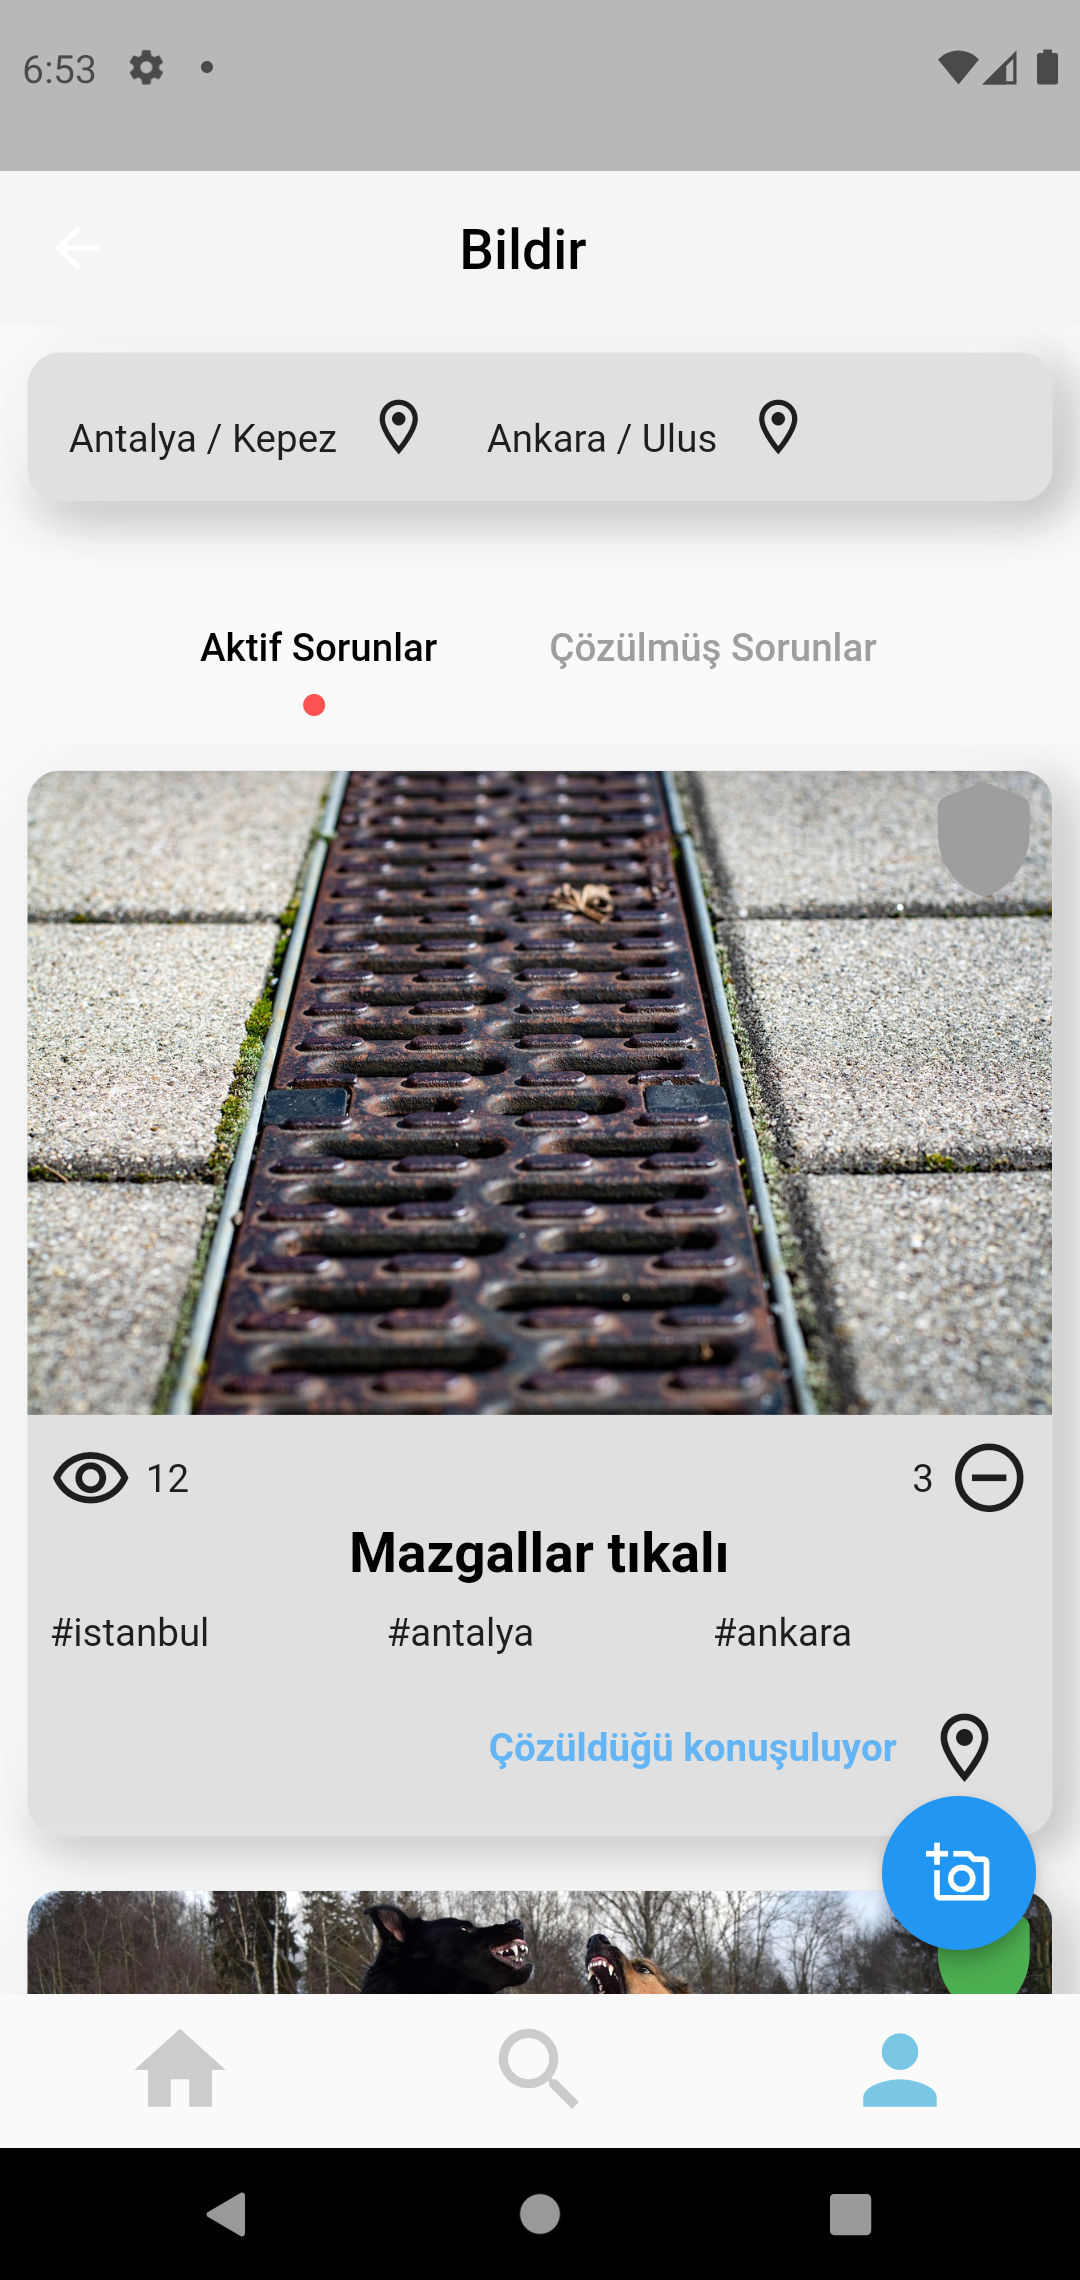 6:53
Bildir
Antalya / Kepez Ankara / Ulus
Aktif Sorunlar Çözülmüş Sorunlar
12 3
Mazgallar tıkalı
#istanbul #antalya #ankara
Çözüldüğü konuşuluyor